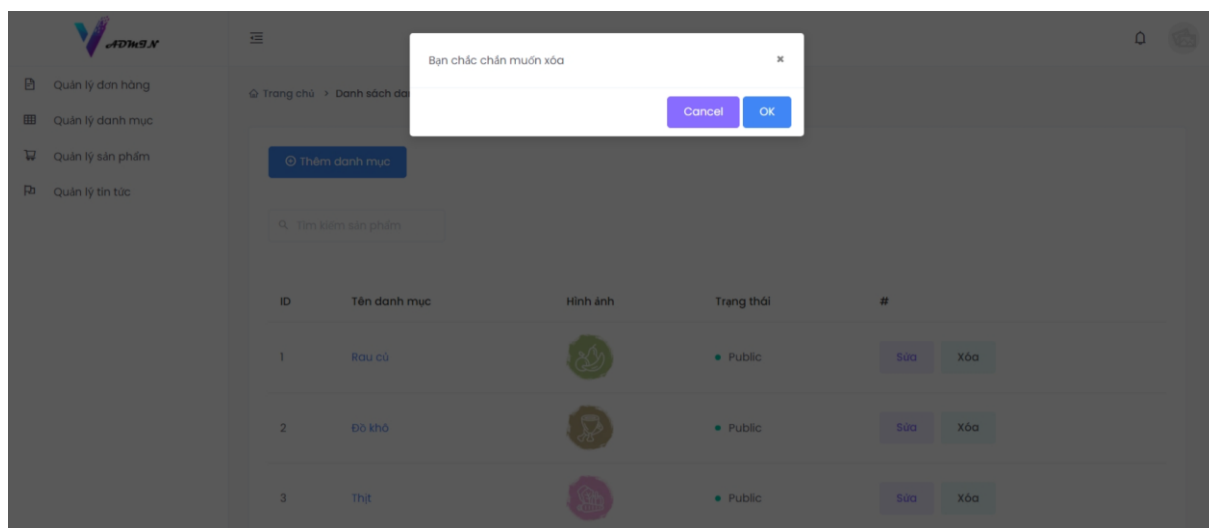 VADMIN
Bạn chắc chắn muốn xóa
Cancel
OK
Quản lý đơn hàng
Quản lý danh mục
Quản lý sản phẩm
Quản lý tin tức
Trang chủ > Danh sách da
Thêm danh mục
Tìm kiếm sản phẩm
ID Tên danh mục Hình ảnh Trạng thái #
1 Rau củ Public Sửa Xóa
2 Đồ khô Public Sửa Xóa
3 Thịt Public Sửa Xóa